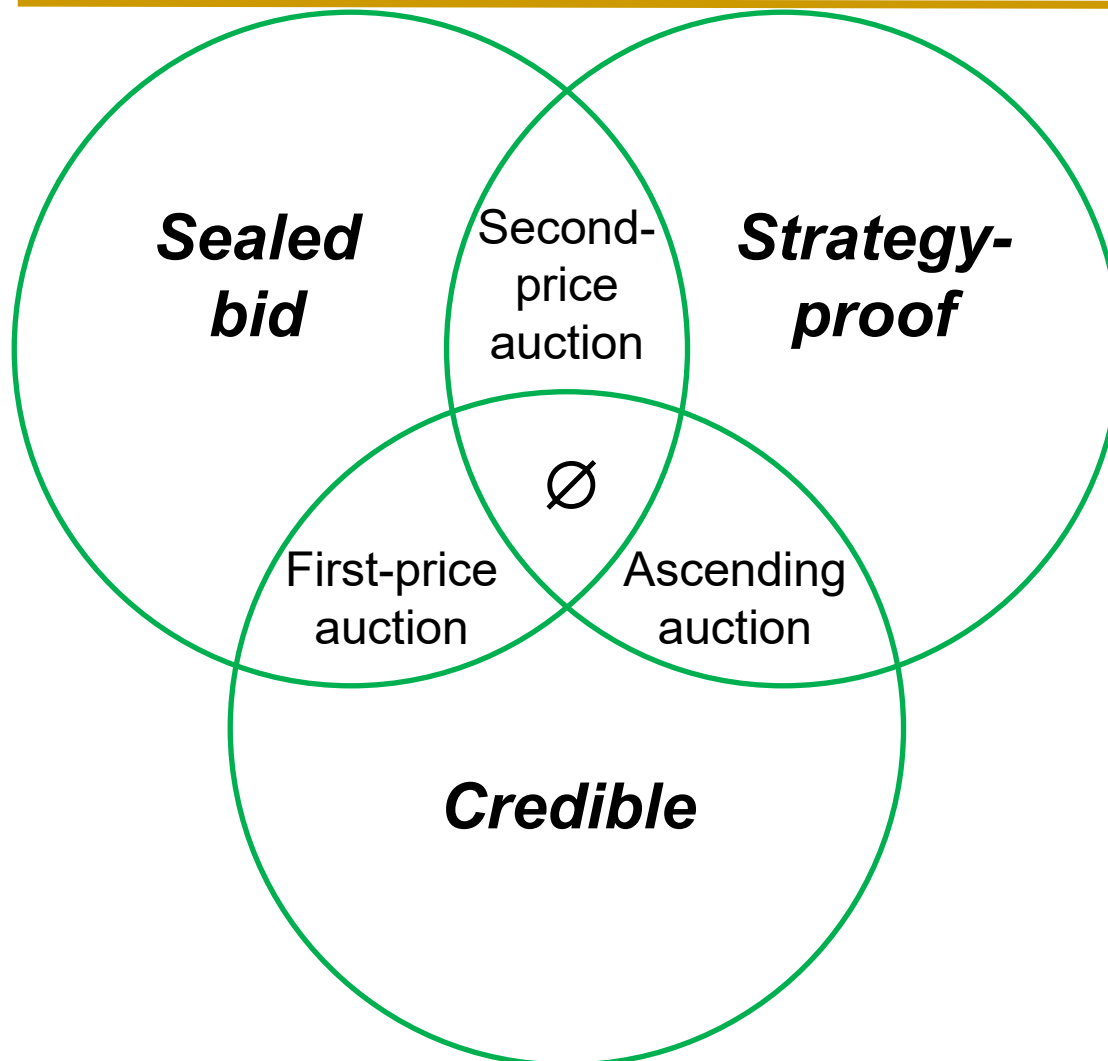 Sealed
bid
Second-
price
auction
Strategy-
proof
∅
First-price
auction
Ascending
auction
Credible